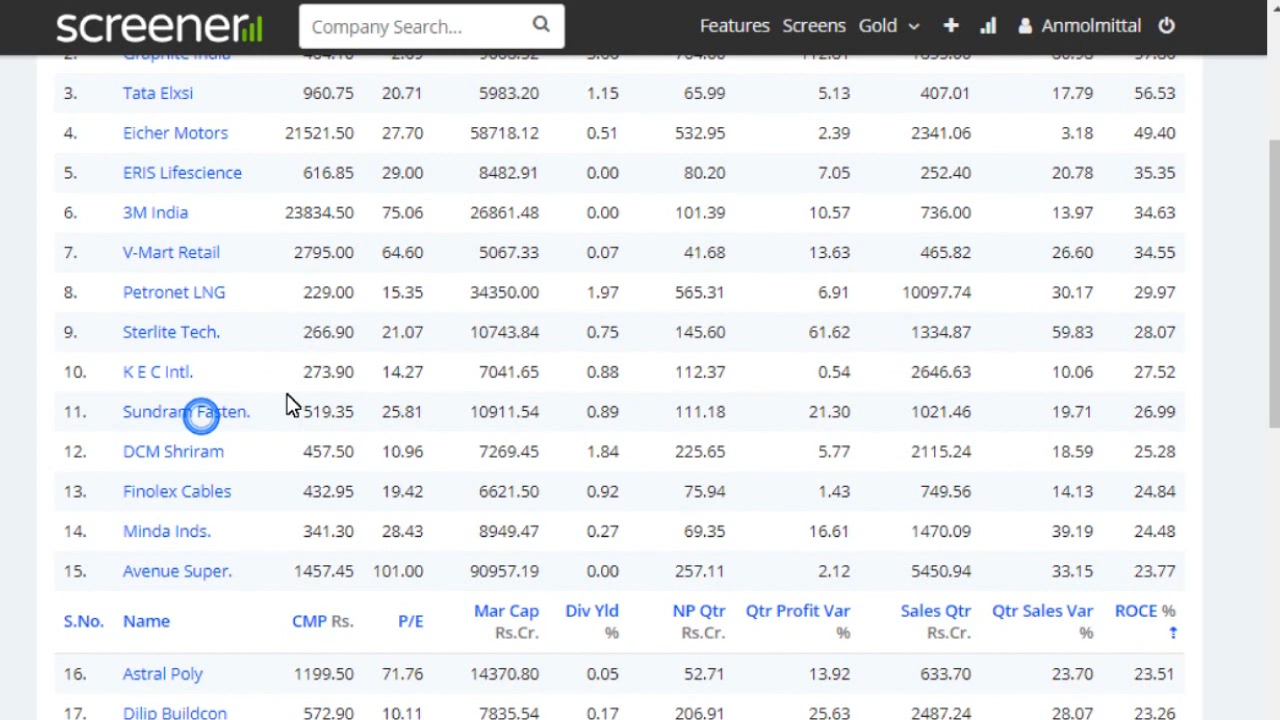 screener
Company Search...
Features Screens Gold Anmolmittal
2. Graphite India
3. Tata Elxsi 960.75 20.71 5983.20 1.15 65.99 5.13 407.01 17.79 56.53
4. Eicher Motors 21521.50 27.70 58718.12 0.51 532.95 2.39 2341.06 3.18 49.40
5. ERIS Lifescience 616.85 29.00 8482.91 0.00 80.20 7.05 252.40 20.78 35.35
6. 3M India 23834.50 75.06 26861.48 0.00 101.39 10.57 736.00 13.97 34.63
7. V-Mart Retail 2795.00 64.60 5067.33 0.07 41.68 13.63 465.82 26.60 34.55
8. Petronet LNG 229.00 15.35 34350.00 1.97 565.31 6.91 10097.74 30.17 29.97
9. Sterlite Tech. 266.90 21.07 10743.84 0.75 145.60 61.62 1334.87 59.83 28.07
10. K E C Intl. 273.90 14.27 7041.65 0.88 112.37 0.54 2646.63 10.06 27.52
11. Sundram Fasten. 519.35 25.81 10911.54 0.89 111.18 21.30 1021.46 19.71 26.99
12. DCM Shriram 457.50 10.96 7269.45 1.84 225.65 5.77 2115.24 18.59 25.28
13. Finolex Cables 432.95 19.42 6621.50 0.92 75.94 1.43 749.56 14.13 24.84
14. Minda Inds. 341.30 28.43 8949.47 0.27 69.35 16.61 1470.09 39.19 24.48
15. Avenue Super. 1457.45 101.00 90957.19 0.00 257.11 2.12 5450.94 33.15 23.77
S.No. Name CMP Rs. P/E Mar Cap Div Yld NP Qtr Qtr Profit Var Sales Qtr Qtr Sales Var ROCE %
Rs.Cr. % Rs.Cr. % Rs.Cr. %
16. Astral Poly 1199.50 71.76 14370.80 0.05 52.71 13.92 633.70 23.70 23.51
17. Dilip Buildcon 572.90 10.11 7835.54 0.17 206.91 25.63 2487.24 28.07 23.26